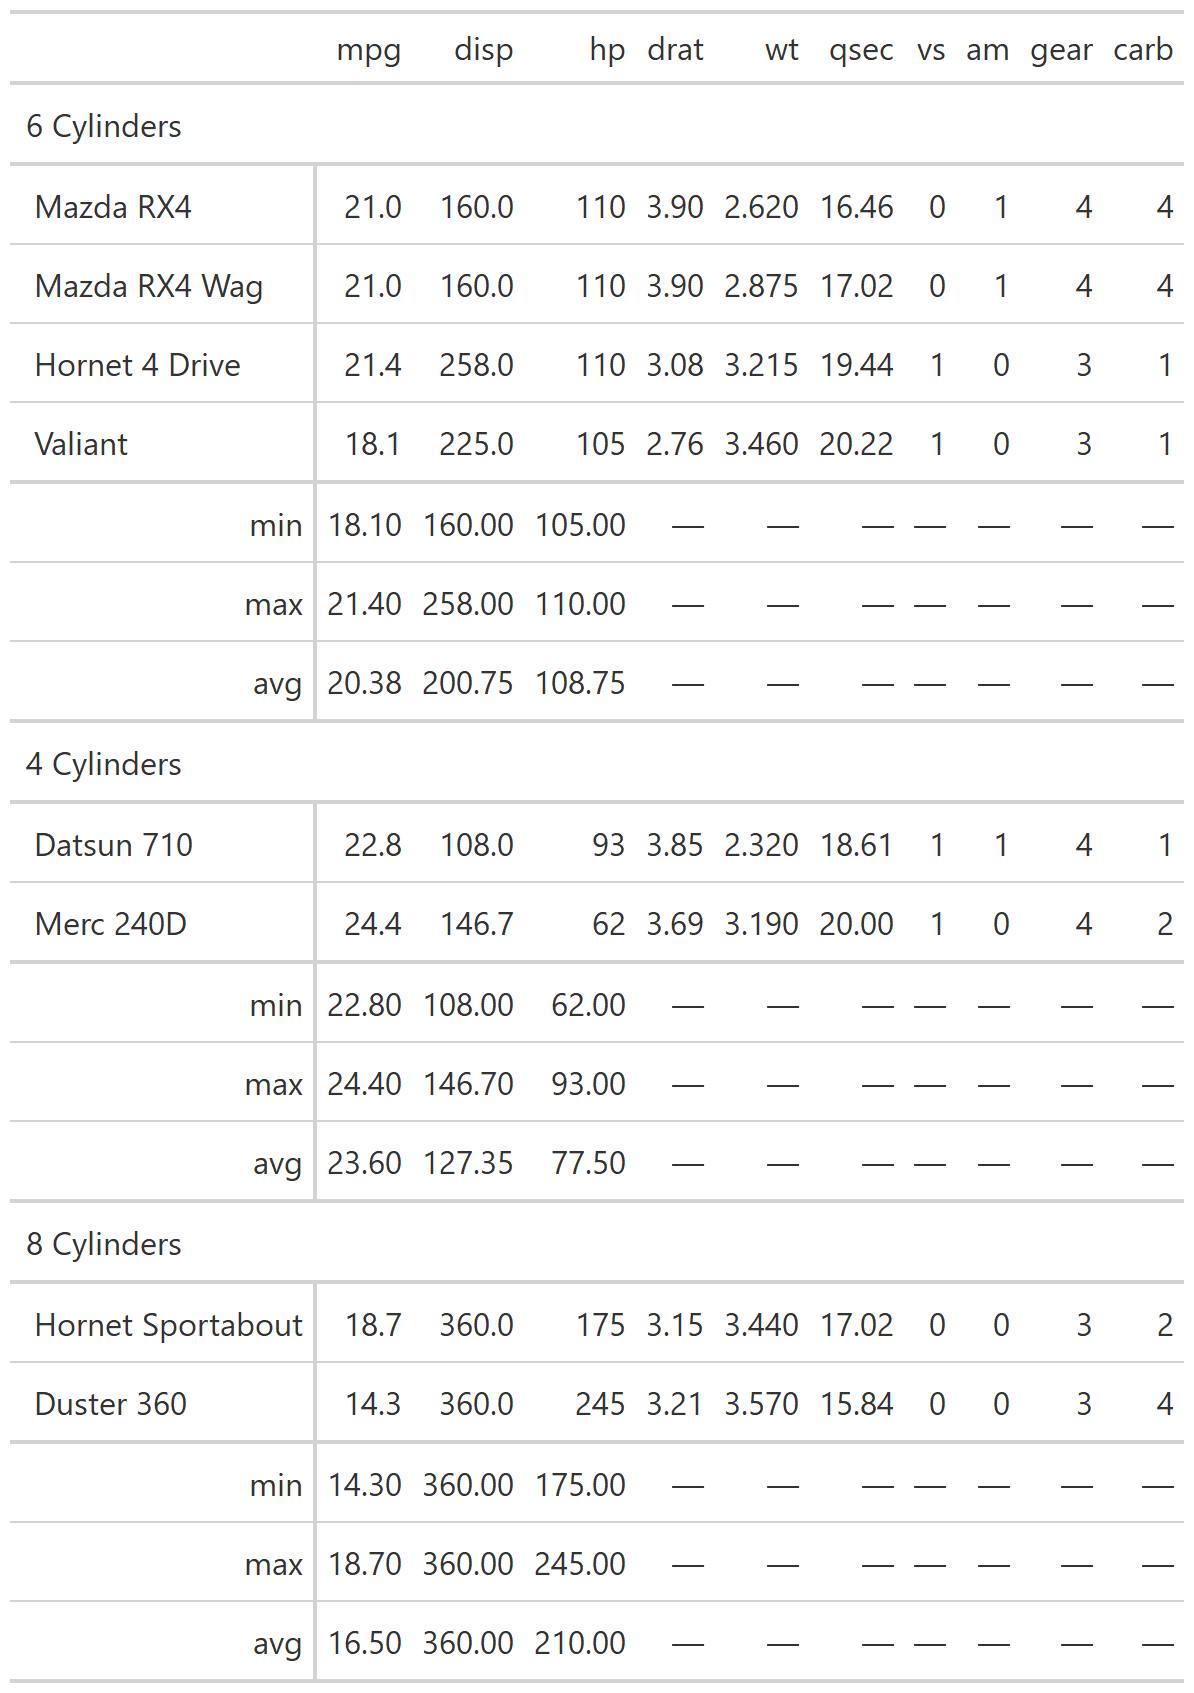 mpg disp hp drat wt qsec vs am gear carb
6 Cylinders
Mazda RX4 21.0 160.0 110 3.90 2.620 16.46 0 1 4 4
Mazda RX4 Wag 21.0 160.0 110 3.90 2.875 17.02 0 1 4 4
Hornet 4 Drive 21.4 258.0 110 3.08 3.215 19.44 1 0 3 1
Valiant 18.1 225.0 105 2.76 3.460 20.22 1 0 3 1
min 18.10 160.00 105.00 — — — — — — —
max 21.40 258.00 110.00 — — — — — — —
avg 20.38 200.75 108.75 — — — — — — —
4 Cylinders
Datsun 710 22.8 108.0 93 3.85 2.320 18.61 1 1 4 1
Merc 240D 24.4 146.7 62 3.69 3.190 20.00 1 0 4 2
min 22.80 108.00 62.00 — — — — — — —
max 24.40 146.70 93.00 — — — — — — —
avg 23.60 127.35 77.50 — — — — — — —
8 Cylinders
Hornet Sportabout 18.7 360.0 175 3.15 3.440 17.02 0 0 3 2
Duster 360 14.3 360.0 245 3.21 3.570 15.84 0 0 3 4
min 14.30 360.00 175.00 — — — — — — —
max 18.70 360.00 245.00 — — — — — — —
avg 16.50 360.00 210.00 — — — — — — —